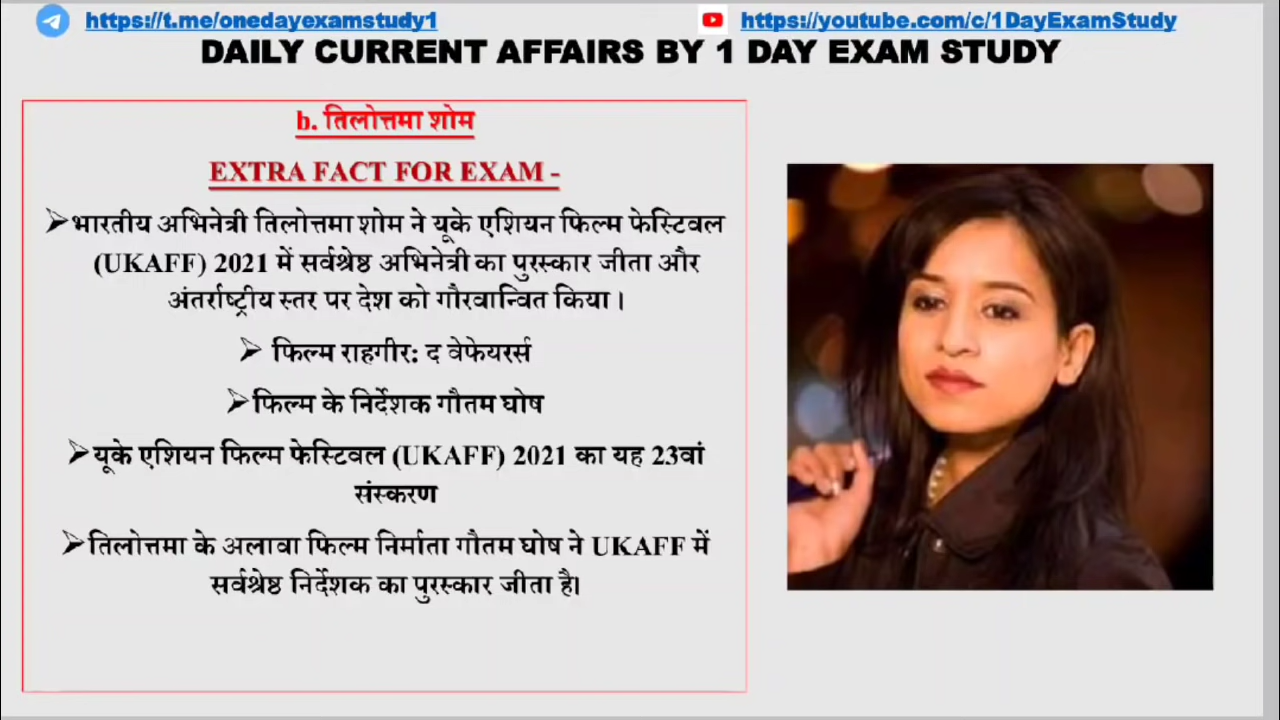 https://t.me/onedayexamstudy1 https://youtube.com/c/1DayExamStudy
DAILY CURRENT AFFAIRS BY 1 DAY EXAM STUDY
b. तिलोत्तमा शोम
EXTRA FACT FOR EXAM -
➢भारतीय अभिनेत्री तिलोत्तमा शोम ने यूके एशियन फिल्म फेस्टिवल
(UKAFF) 2021 में सर्वश्रेष्ठ अभिनेत्री का पुरस्कार जीता और
अंतर्राष्ट्रीय स्तर पर देश को गौरवान्वित किया।
➢ फिल्म राहगीर: द वेफेयरर्स
➢फिल्म के निर्देशक गौतम घोष
➢यूके एशियन फिल्म फेस्टिवल (UKAFF) 2021 का यह 23वां
संस्करण
➢तिलोत्तमा के अलावा फिल्म निर्माता गौतम घोष ने UKAFF में
सर्वश्रेष्ठ निर्देशक का पुरस्कार जीता है।